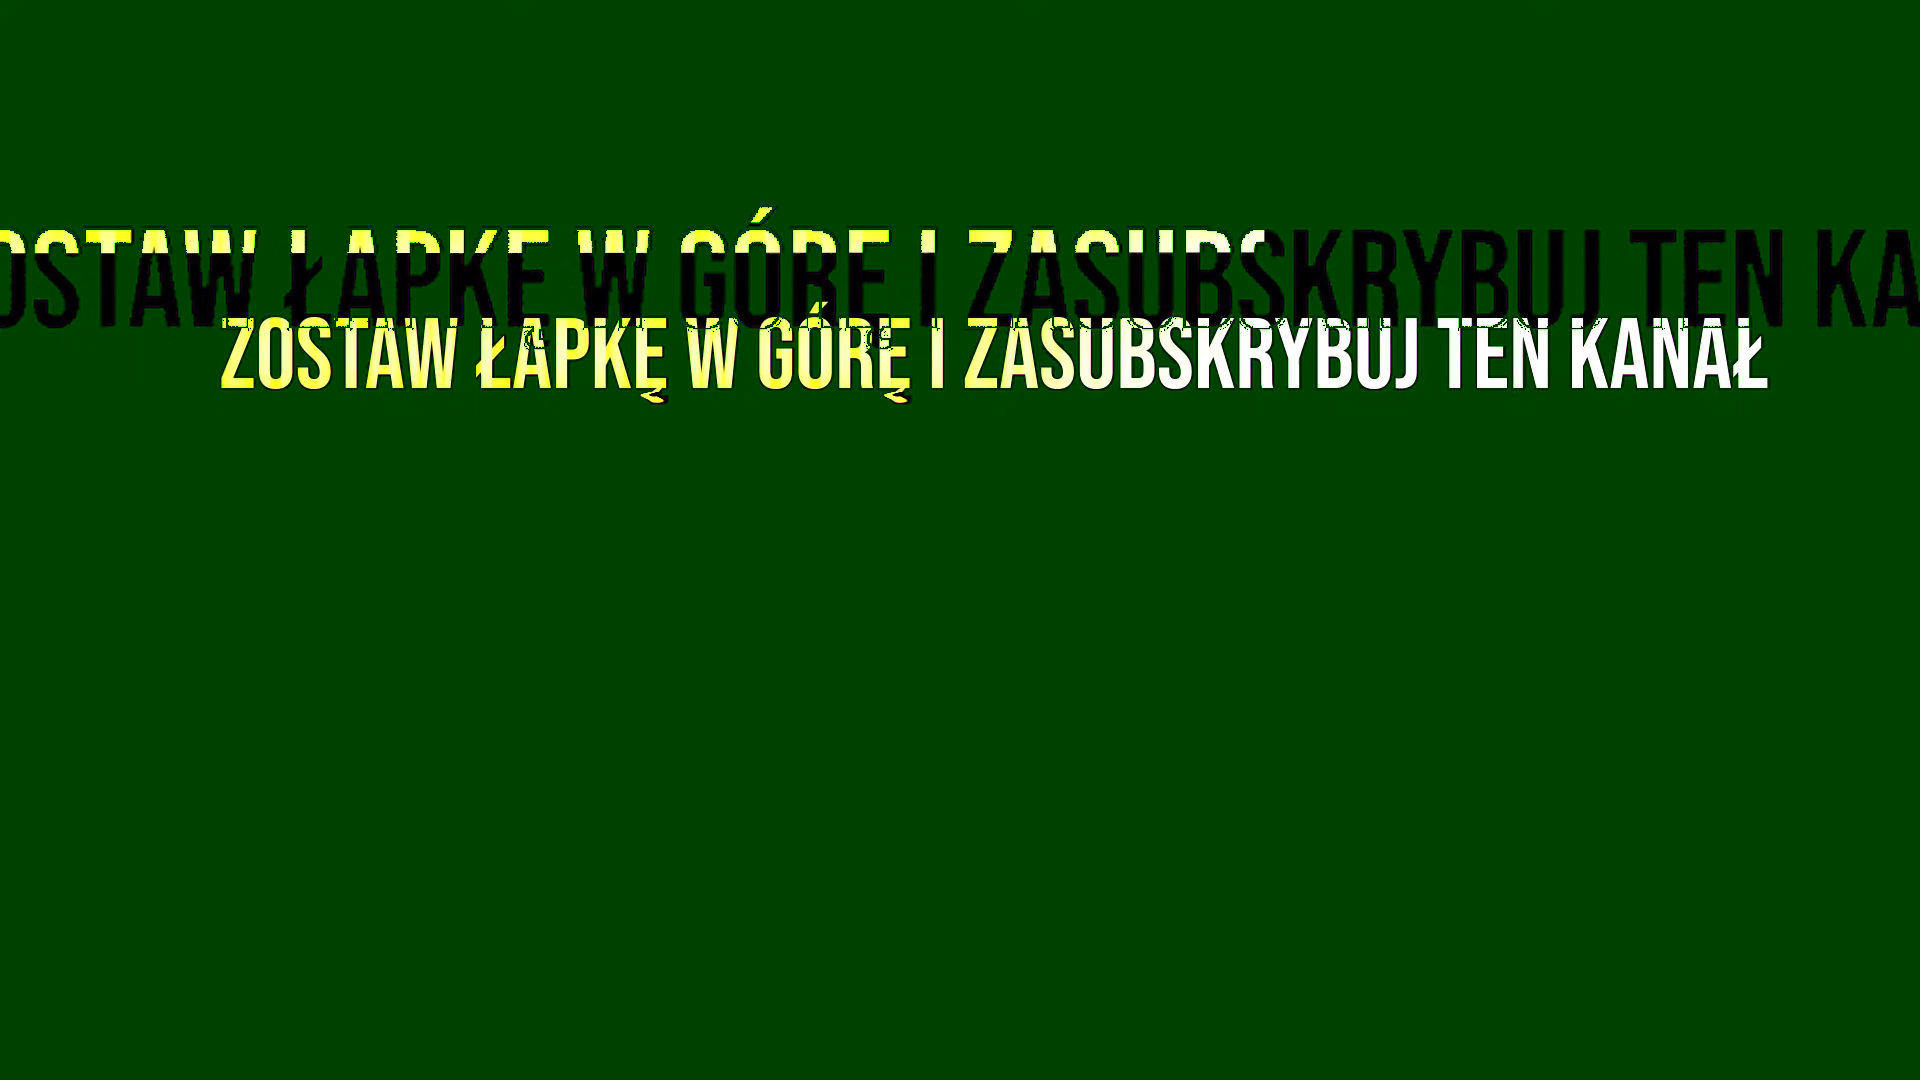 OSTAW ŁAPKĘ W GÓRĘ I ZASUBSKRYBUJ TEN KA
ZOSTAW ŁAPKĘ W GÓRĘ I ZASUBSKRYBUJ TEN KANAŁ